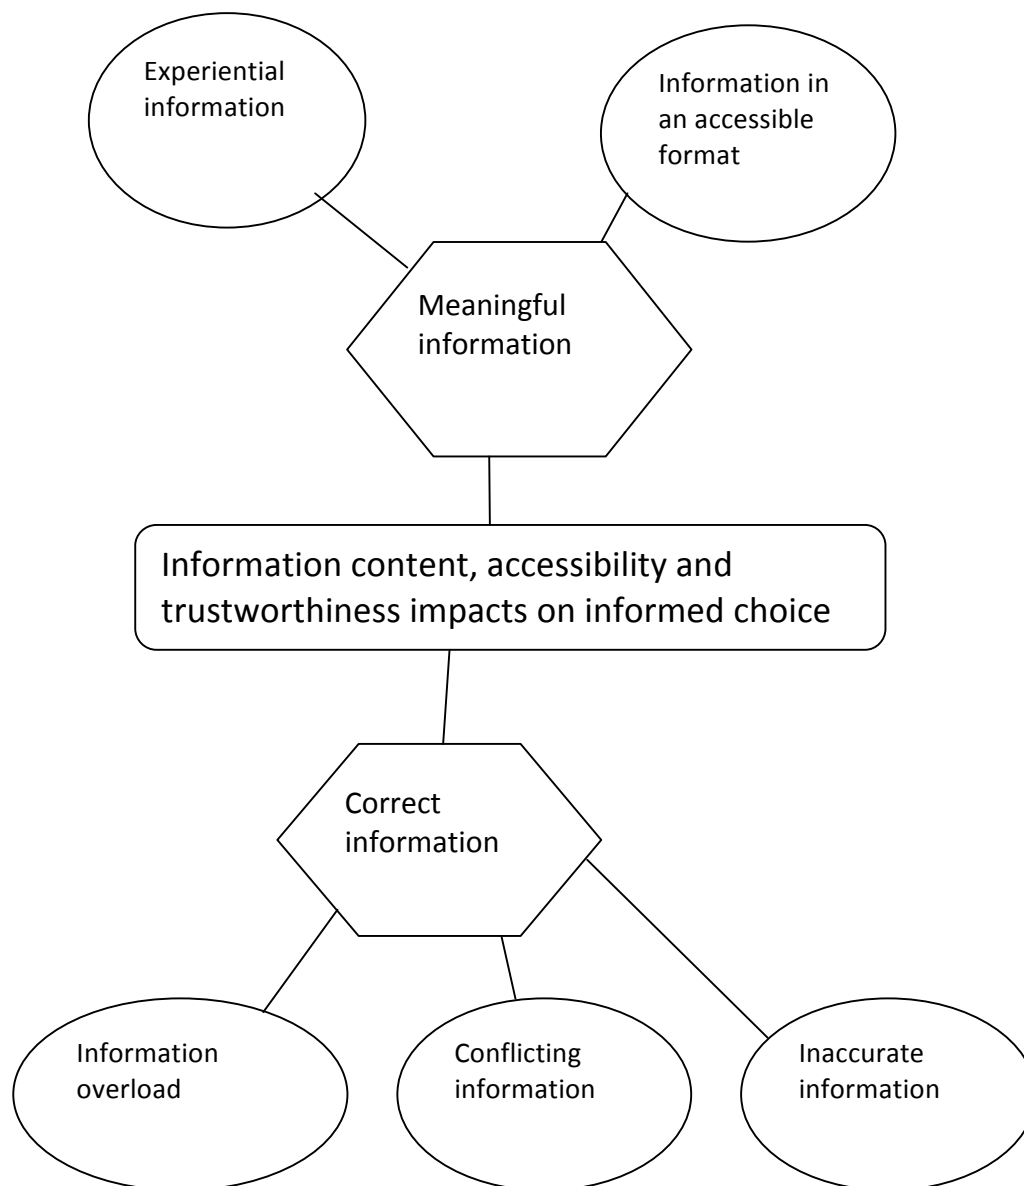 Experiential
information
Information in
an accessible
format
Meaningful
information
Information content, accessibility and
trustworthiness impacts on informed choice
Correct
information
Information
overload
Conflicting
information
Inaccurate
information